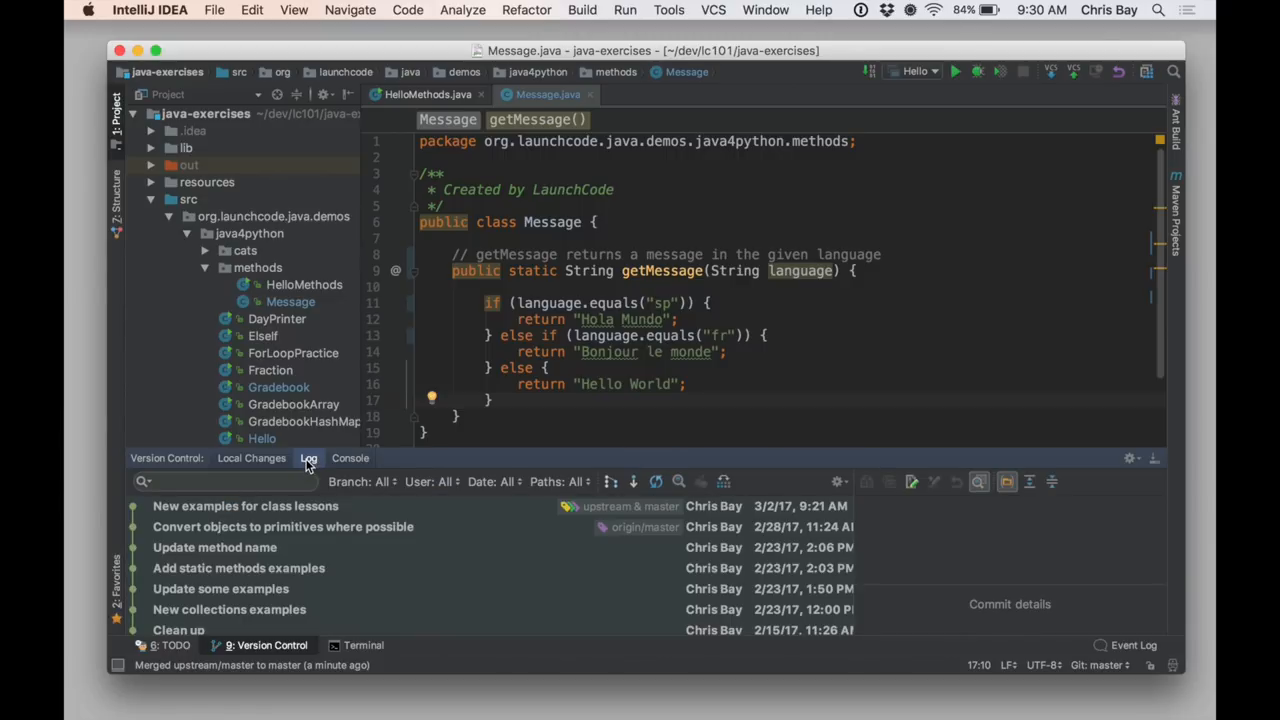 IntelliJ IDEA File Edit View Navigate Code Analyze Refactor Build Run Tools VCS Window Help 84% 9:30 AM Chris Bay
Message.java - java-exercises - [~/dev/lc101/java-exercises]
java-exercises src org launchcode java demos java4python methods Message Hello VCS VCS
1: Project
7: Structure
2: Favorites
Project
java-exercises ~/dev/lc101/java-ex
.idea
lib
out
resources
src
org.launchcode.java.demos
java4python
cats
methods
HelloMethods
Message
DayPrinter
ElseIf
ForLoopPractice
Fraction
Gradebook
GradebookArray
GradebookHashMap
Hello
HelloMethods.java Message.java
Message getMessage()
1 package org.launchcode.java.demos.java4python.methods;
2
3 /**
4 * Created by LaunchCode
5 */
6 public class Message {
7
8 // getMessage returns a message in the given language
9 @ public static String getMessage(String language) {
10
11 if (language.equals("sp")) {
12 return "Hola Mundo";
13 } else if (language.equals("fr")) {
14 return "Bonjour le monde";
15 } else {
16 return "Hello World";
17 }
18 }
19 }
Ant Build
Maven Projects
Version Control: Local Changes Log Console
Branch: All User: All Date: All Paths: All
New examples for class lessons upstream & master Chris Bay 3/2/17, 9:21 AM
Convert objects to primitives where possible origin/master Chris Bay 2/28/17, 11:24 AM
Update method name Chris Bay 2/23/17, 2:06 PM
Add static methods examples Chris Bay 2/23/17, 2:03 PM
Update some examples Chris Bay 2/23/17, 1:50 PM
New collections examples Chris Bay 2/23/17, 12:00 PM
Clean up Chris Bay 2/15/17, 11:26 AM
Commit details
6: TODO 9: Version Control Terminal Event Log
Merged upstream/master to master (a minute ago) 17:10 LF÷ UTF-8÷ Git: master÷